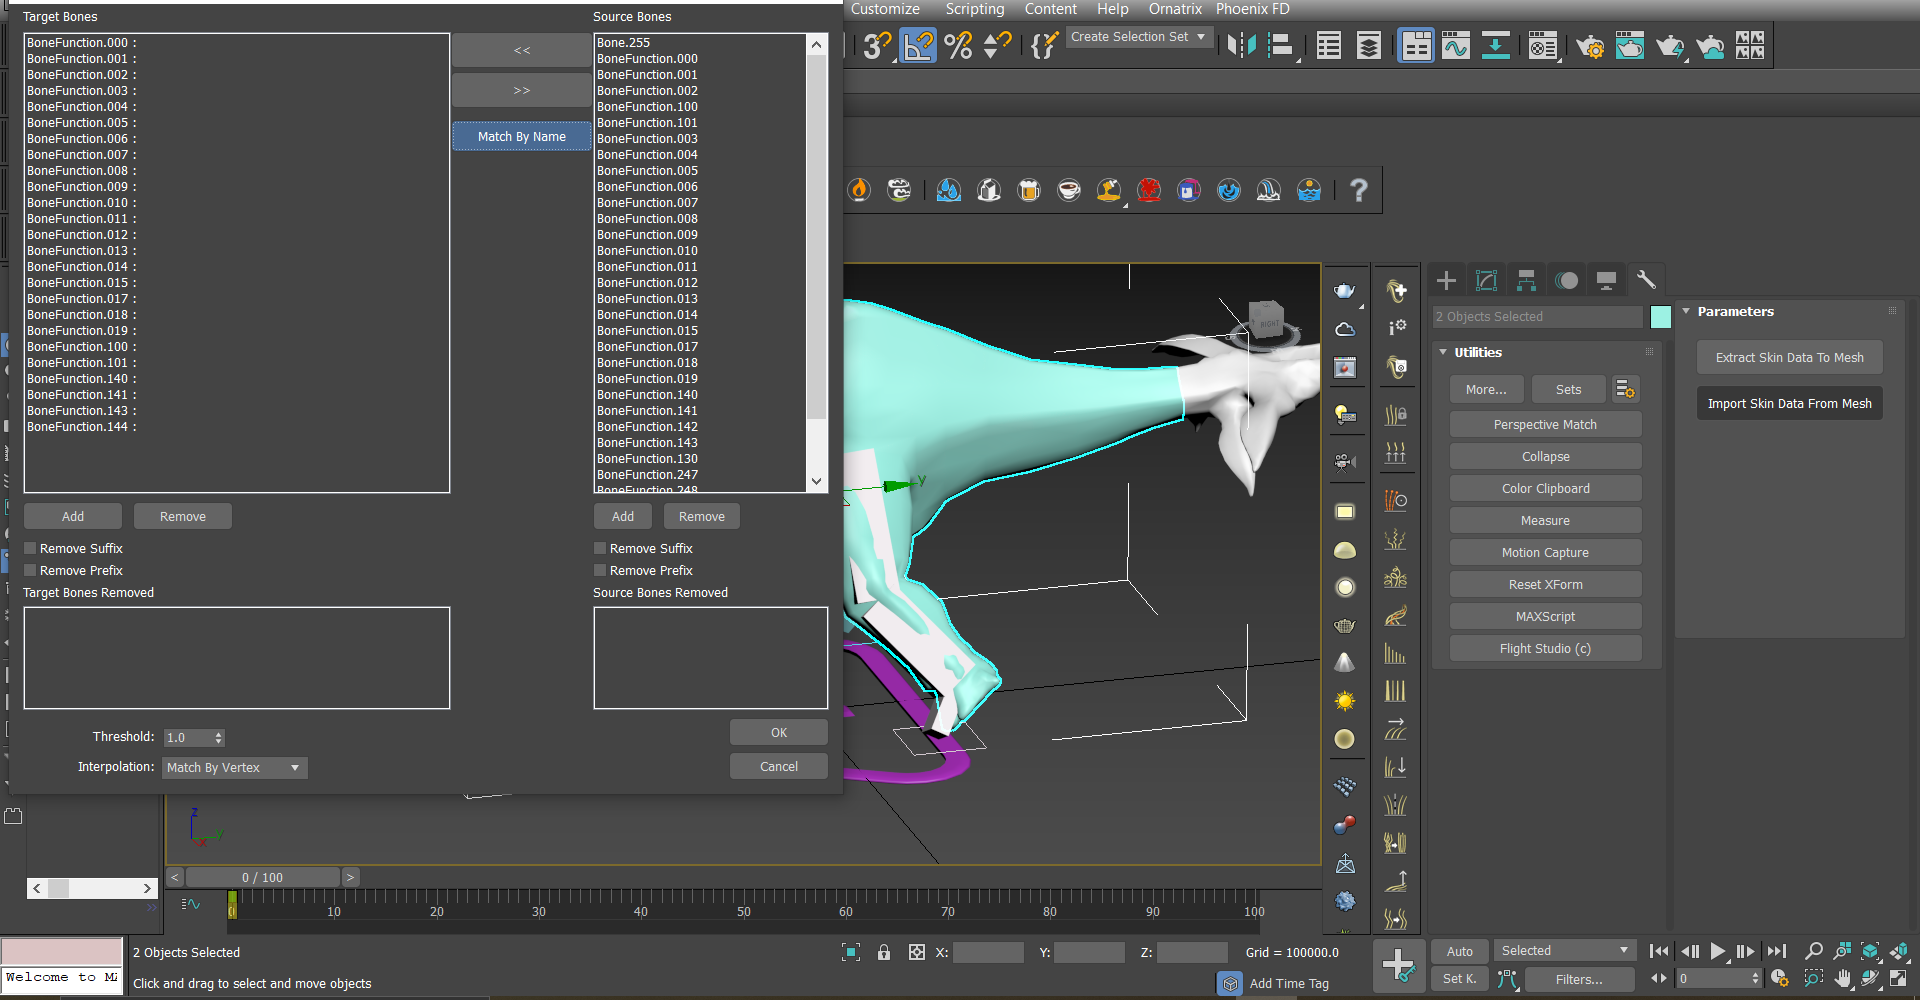 Customize Scripting Content Help Ornatrix Phoenix FD
Create Selection Set
Target Bones
BoneFunction.000 :
BoneFunction.001 :
BoneFunction.002 :
BoneFunction.003 :
BoneFunction.004 :
BoneFunction.005 :
BoneFunction.006 :
BoneFunction.007 :
BoneFunction.008 :
BoneFunction.009 :
BoneFunction.010 :
BoneFunction.011 :
BoneFunction.012 :
BoneFunction.013 :
BoneFunction.014 :
BoneFunction.015 :
BoneFunction.017 :
BoneFunction.018 :
BoneFunction.019 :
BoneFunction.100 :
BoneFunction.101 :
BoneFunction.140 :
BoneFunction.141 :
BoneFunction.143 :
BoneFunction.144 :
<<
>>
Match By Name
Source Bones
Bone.255
BoneFunction.000
BoneFunction.001
BoneFunction.002
BoneFunction.100
BoneFunction.101
BoneFunction.003
BoneFunction.004
BoneFunction.005
BoneFunction.006
BoneFunction.007
BoneFunction.008
BoneFunction.009
BoneFunction.010
BoneFunction.011
BoneFunction.012
BoneFunction.013
BoneFunction.014
BoneFunction.015
BoneFunction.017
BoneFunction.018
BoneFunction.019
BoneFunction.140
BoneFunction.141
BoneFunction.142
BoneFunction.143
BoneFunction.130
BoneFunction.247
BoneFunction.248
Add Remove
Add Remove
Remove Suffix
Remove Prefix
Remove Suffix
Remove Prefix
Target Bones Removed
Source Bones Removed
Threshold: 1.0
Interpolation: Match By Vertex
OK
Cancel
RIGHT
y
z
y
x
2 Objects Selected
Utilities
More... Sets
Perspective Match
Collapse
Color Clipboard
Measure
Motion Capture
Reset XForm
MAXScript
Flight Studio (c)
Parameters
Extract Skin Data To Mesh
Import Skin Data From Mesh
< 0 / 100 >
0 10 20 30 40 50 60 70 80 90 100
Welcome to MA
2 Objects Selected
Click and drag to select and move objects
X: Y: Z: Grid = 100000.0
Add Time Tag
Auto Selected
Set K. Filters...
0